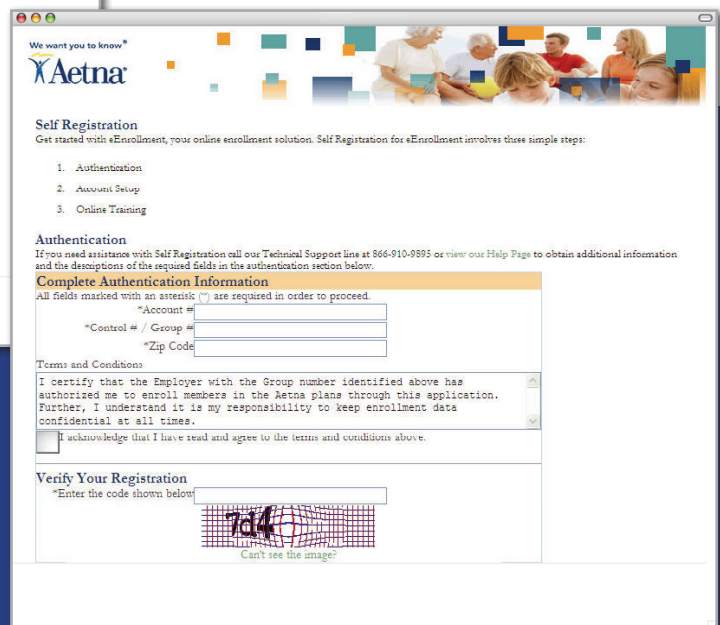 We want you to know®
Aetna®
Self Registration
Get started with eEnrollment, your online enrollment solution. Self Registration for eEnrollment involves three simple steps:
1. Authentication
2. Account Setup
3. Online Training
Authentication
If you need assistance with Self Registration call our Technical Support line at 866-910-9895 or view our Help Page to obtain additional information
and the descriptions of the required fields in the authentication section below.
Complete Authentication Information
All fields marked with an asterisk (*) are required in order to proceed.
*Account #
*Control # / Group #
*Zip Code
Terms and Conditions
I certify that the Employer with the Group number identified above has
authorized me to enroll members in the Aetna plans through this application.
Further, I understand it is my responsibility to keep enrollment data
confidential at all times.
I acknowledge that I have read and agree to the terms and conditions above.
Verify Your Registration
*Enter the code shown below
7d4
Can't see the image?